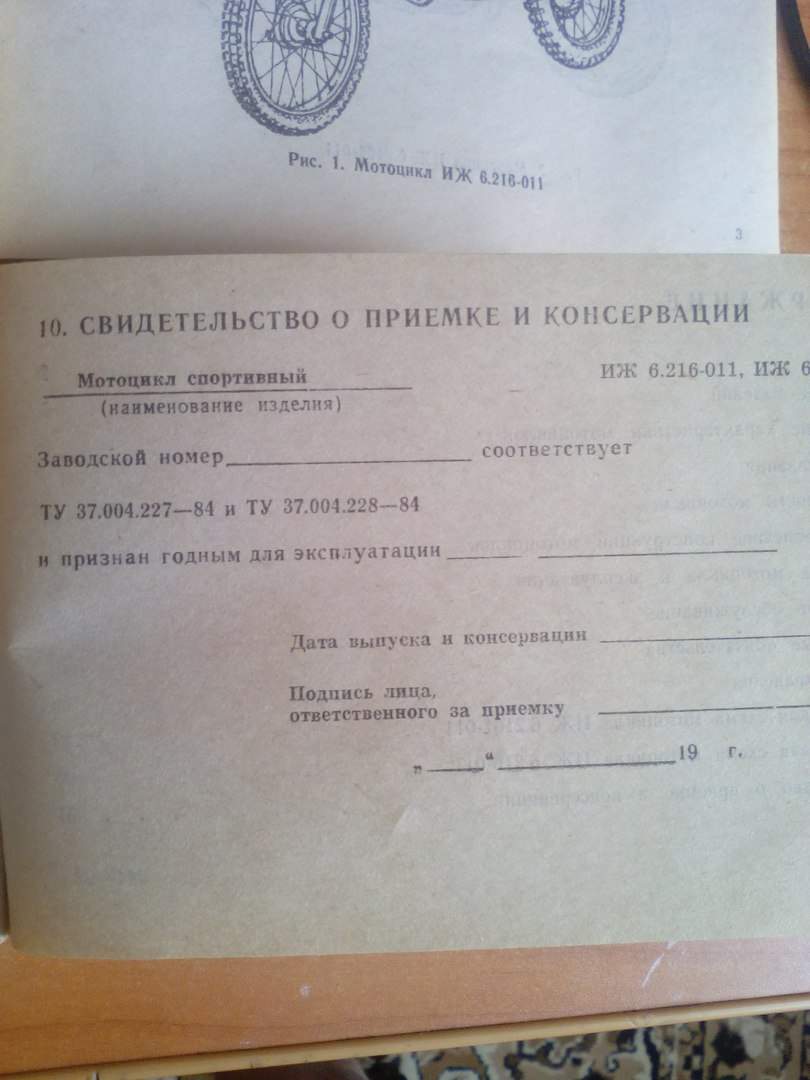 Рис. 1. Мотоцикл ИЖ 6.216-011
3
10. СВИДЕТЕЛЬСТВО О ПРИЕМКЕ И КОНСЕРВАЦИИ
Мотоцикл спортивный ИЖ 6.216-011, ИЖ 6
(наименование изделия)
Заводской номер соответствует
ТУ 37.004.227—84 и ТУ 37.004.228—84
и признан годным для эксплуатации
Дата выпуска и консервации
Подпись лица,
ответственного за приемку
„ “ 19 г.